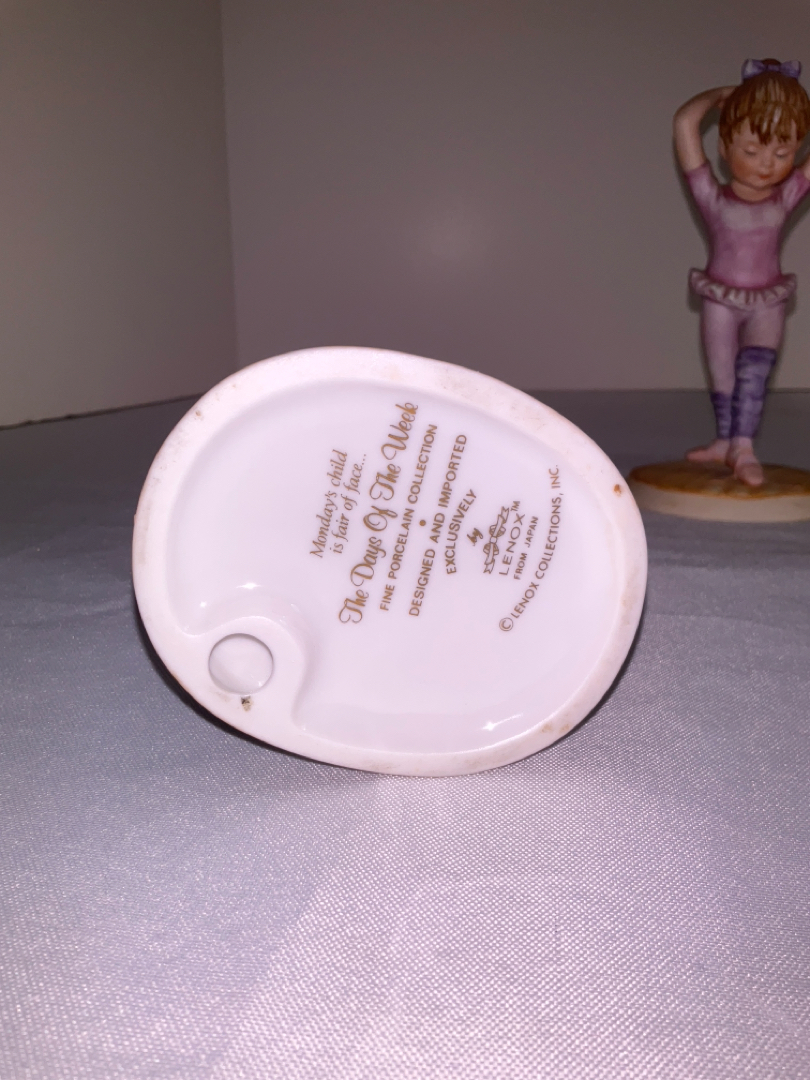 Monday's child
is fair of face...
The Days Of The Week
FINE PORCELAIN COLLECTION
•
DESIGNED AND IMPORTED
EXCLUSIVELY
by
LENOX™
FROM JAPAN
© LENOX COLLECTIONS, INC.